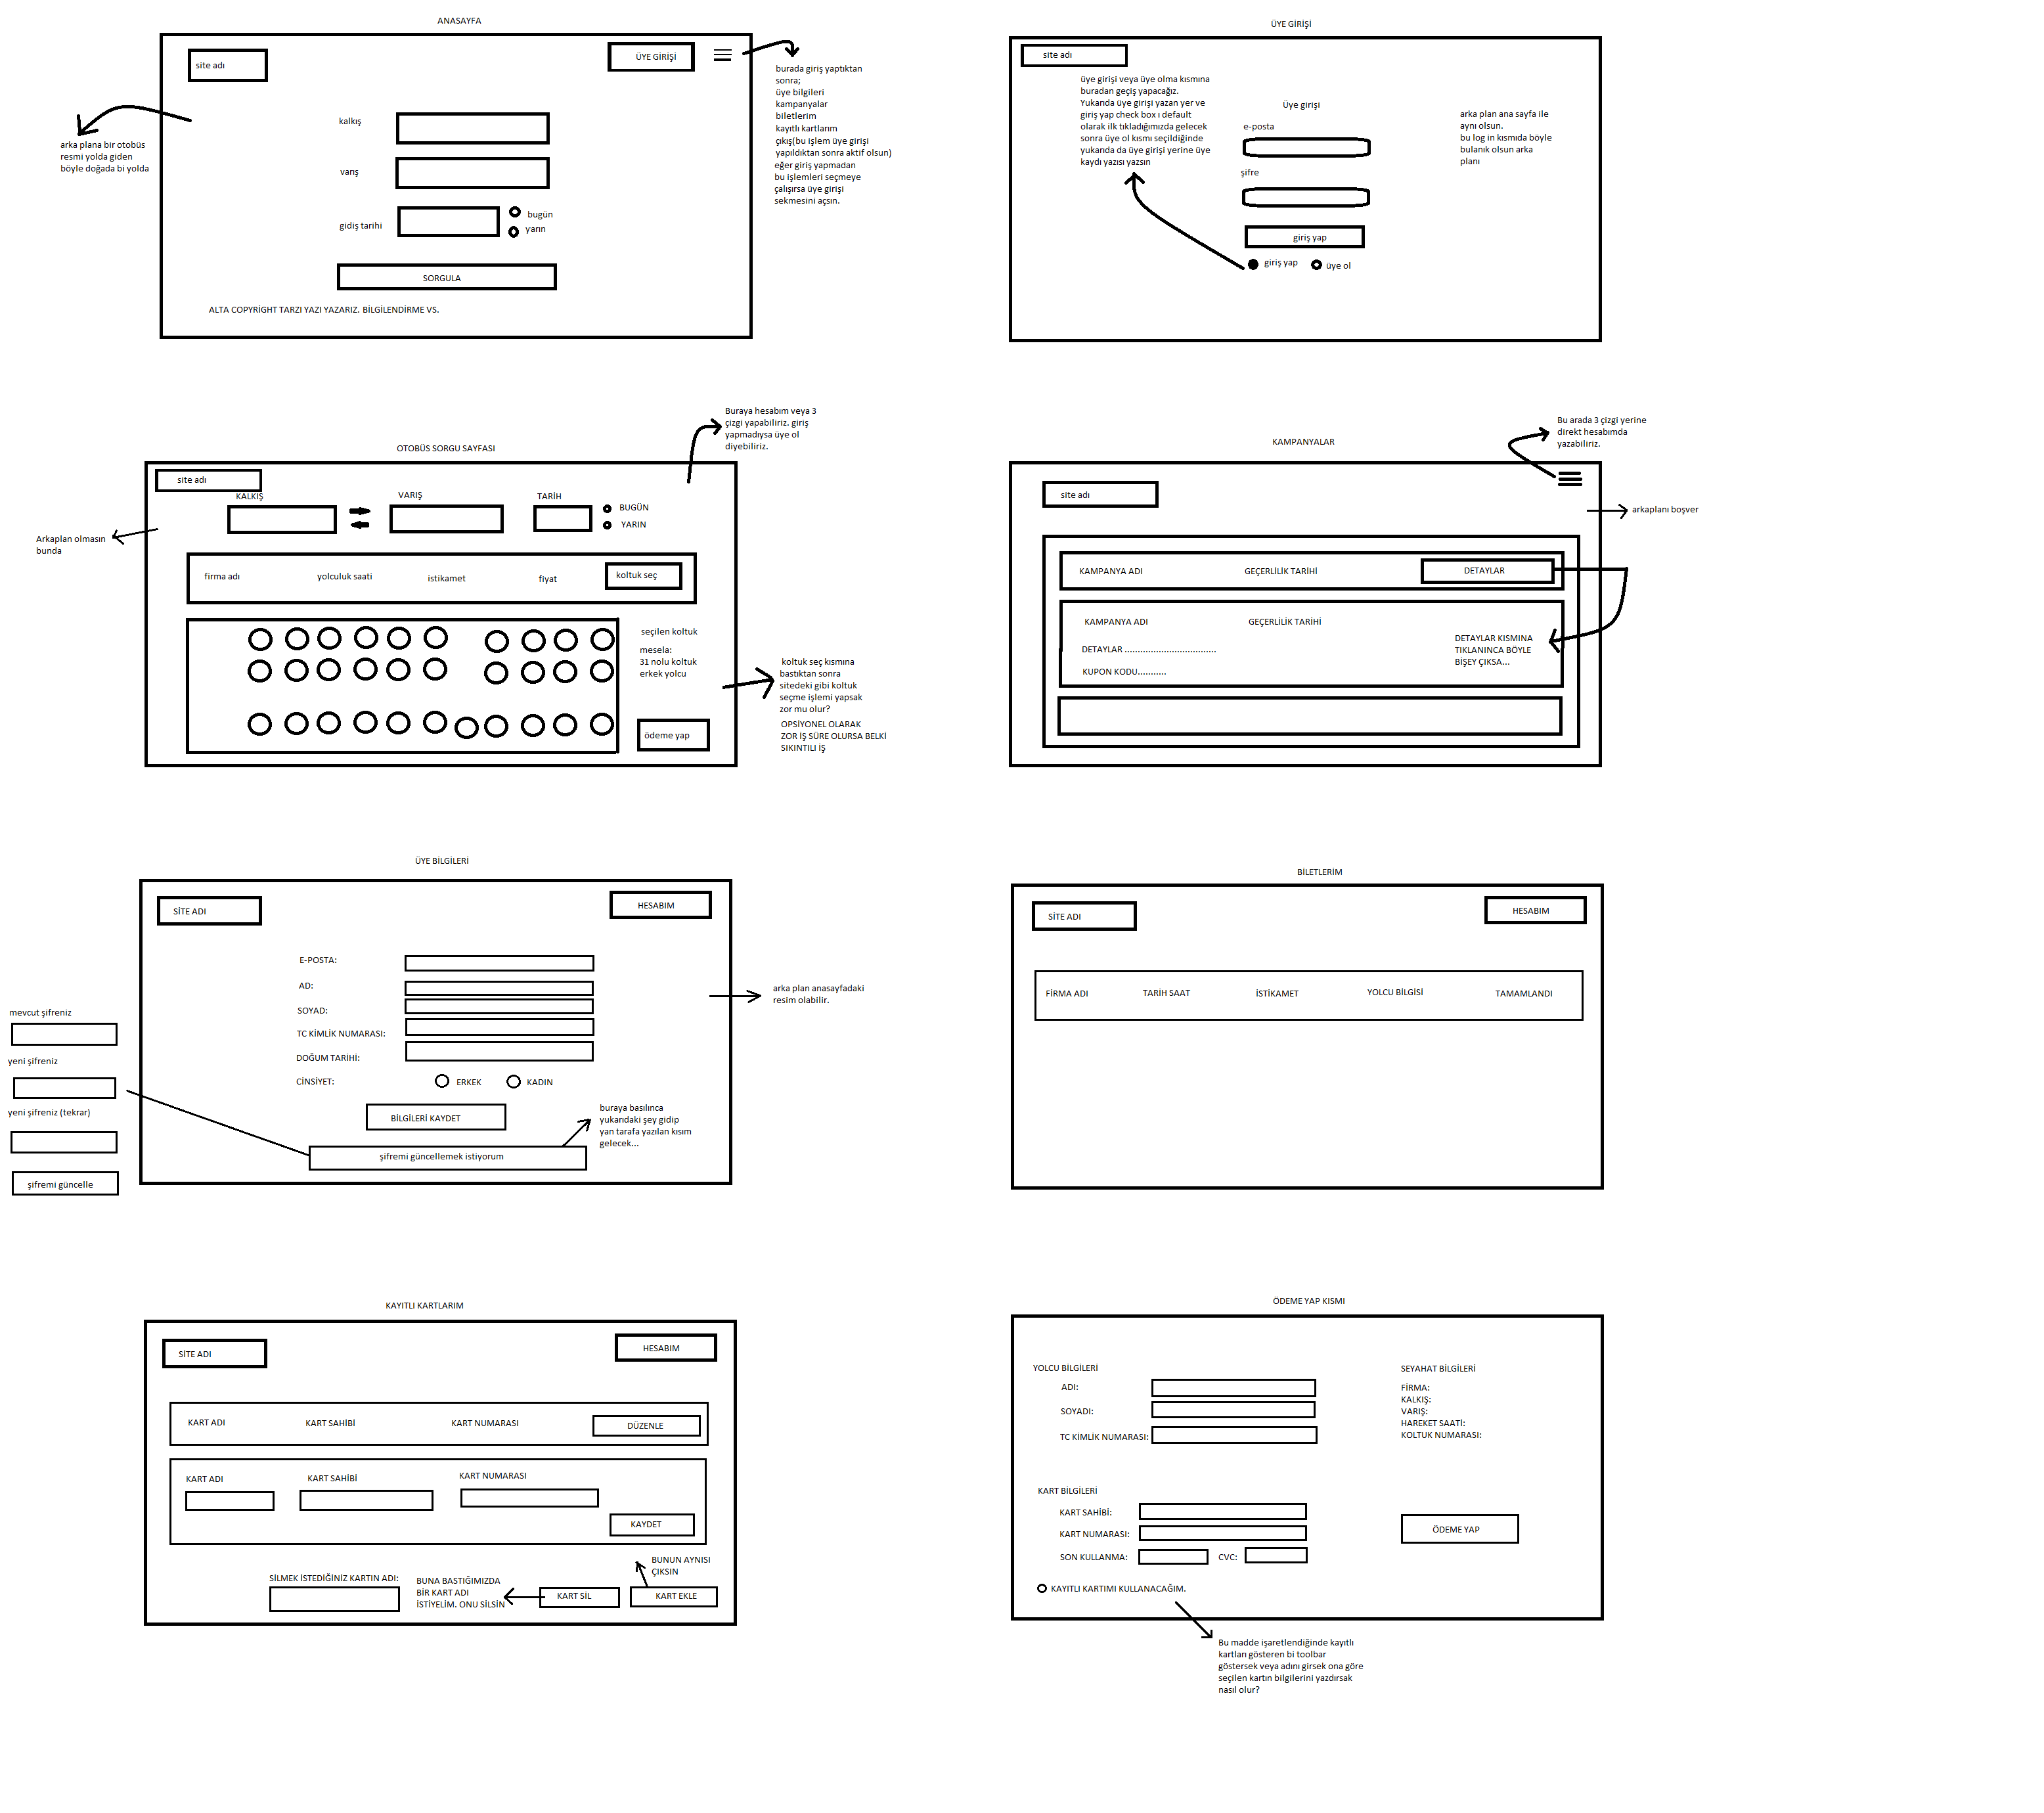 ANASAYFA
site adı
ÜYE GİRİŞİ
kalkış
varış
gidiş tarihi
bugün
yarın
SORGULA
ALTA COPYRİGHT TARZI YAZI YAZARIZ. BİLGİLENDİRME VS.
arka plana bir otobüs
resmi yolda giden
böyle doğada bi yolda
burada giriş yaptıktan
sonra;
üye bilgileri
kampanyalar
biletlerim
kayıtlı kartlarım
çıkış(bu işlem üye girişi
yapıldıktan sonra aktif olsun)
eğer giriş yapmadan
bu işlemleri seçmeye
çalışırsa üye girişi
sekmesini açsın.
ÜYE GİRİŞİ
site adı
üye girişi veya üye olma kısmına
buradan geçiş yapacağız.
Yukarıda üye girişi yazan yer ve
giriş yap check box ı default
olarak ilk tıkladığımızda gelecek
sonra üye ol kısmı seçildiğinde
yukarıda da üye girişi yerine üye
kaydı yazısı yazsın
Üye girişi
e-posta
şifre
giriş yap
giriş yap
üye ol
arka plan ana sayfa ile
aynı olsun.
bu log in kısmıda böyle
bulanık olsun arka
planı
OTOBÜS SORGU SAYFASI
Buraya hesabım veya 3
çizgi yapabiliriz. giriş
yapmadıysa üye ol
diyebiliriz.
site adı
KALKIŞ
VARIŞ
TARİH
BUGÜN
YARIN
Arkaplan olmasın
bunda
firma adı
yolculuk saati
istikamet
fiyat
koltuk seç
seçilen koltuk
mesela:
31 nolu koltuk
erkek yolcu
ödeme yap
koltuk seç kısmına
bastıktan sonra
sitedeki gibi koltuk
seçme işlemi yapsak
zor mu olur?
OPSİYONEL OLARAK
ZOR İŞ SÜRE OLURSA BELKİ
SIKINTILI İŞ
KAMPANYALAR
Bu arada 3 çizgi yerine
direkt hesabımda
yazabiliriz.
site adı
arkaplanı boşver
KAMPANYA ADI
GEÇERLİLİK TARİHİ
DETAYLAR
KAMPANYA ADI
GEÇERLİLİK TARİHİ
DETAYLAR ...................................
KUPON KODU...........
DETAYLAR KISMINA
TIKLANINCA BÖYLE
BİŞEY ÇIKSA...
ÜYE BİLGİLERİ
SİTE ADI
HESABIM
E-POSTA:
AD:
SOYAD:
TC KİMLİK NUMARASI:
DOĞUM TARİHİ:
CİNSİYET:
ERKEK
KADIN
BİLGİLERİ KAYDET
şifremi güncellemek istiyorum
buraya basılınca
yukarıdaki şey gidip
yan tarafa yazılan kısım
gelecek...
arka plan anasayfadaki
resim olabilir.
mevcut şifreniz
yeni şifreniz
yeni şifreniz (tekrar)
şifremi güncelle
BİLETLERİM
SİTE ADI
HESABIM
FİRMA ADI
TARİH SAAT
İSTİKAMET
YOLCU BİLGİSİ
TAMAMLANDI
KAYITLI KARTLARIM
SİTE ADI
HESABIM
KART ADI
KART SAHİBİ
KART NUMARASI
DÜZENLE
KART ADI
KART SAHİBİ
KART NUMARASI
KAYDET
BUNUN AYNISI
ÇIKSIN
SİLMEK İSTEDİĞİNİZ KARTIN ADI:
BUNA BASTIĞIMIZDA
BİR KART ADI
İSTİYELİM. ONU SİLSİN
KART SİL
KART EKLE
ÖDEME YAP KISMI
YOLCU BİLGİLERİ
ADI:
SOYADI:
TC KİMLİK NUMARASI:
SEYAHAT BİLGİLERİ
FİRMA:
KALKIŞ:
VARIŞ:
HAREKET SAATİ:
KOLTUK NUMARASI:
KART BİLGİLERİ
KART SAHİBİ:
KART NUMARASI:
SON KULLANMA:
CVC:
ÖDEME YAP
KAYITLI KARTIMI KULLANACAĞIM.
Bu madde işaretlendiğinde kayıtlı
kartları gösteren bi toolbar
göstersek veya adını girsek ona göre
seçilen kartın bilgilerini yazdırsak
nasıl olur?